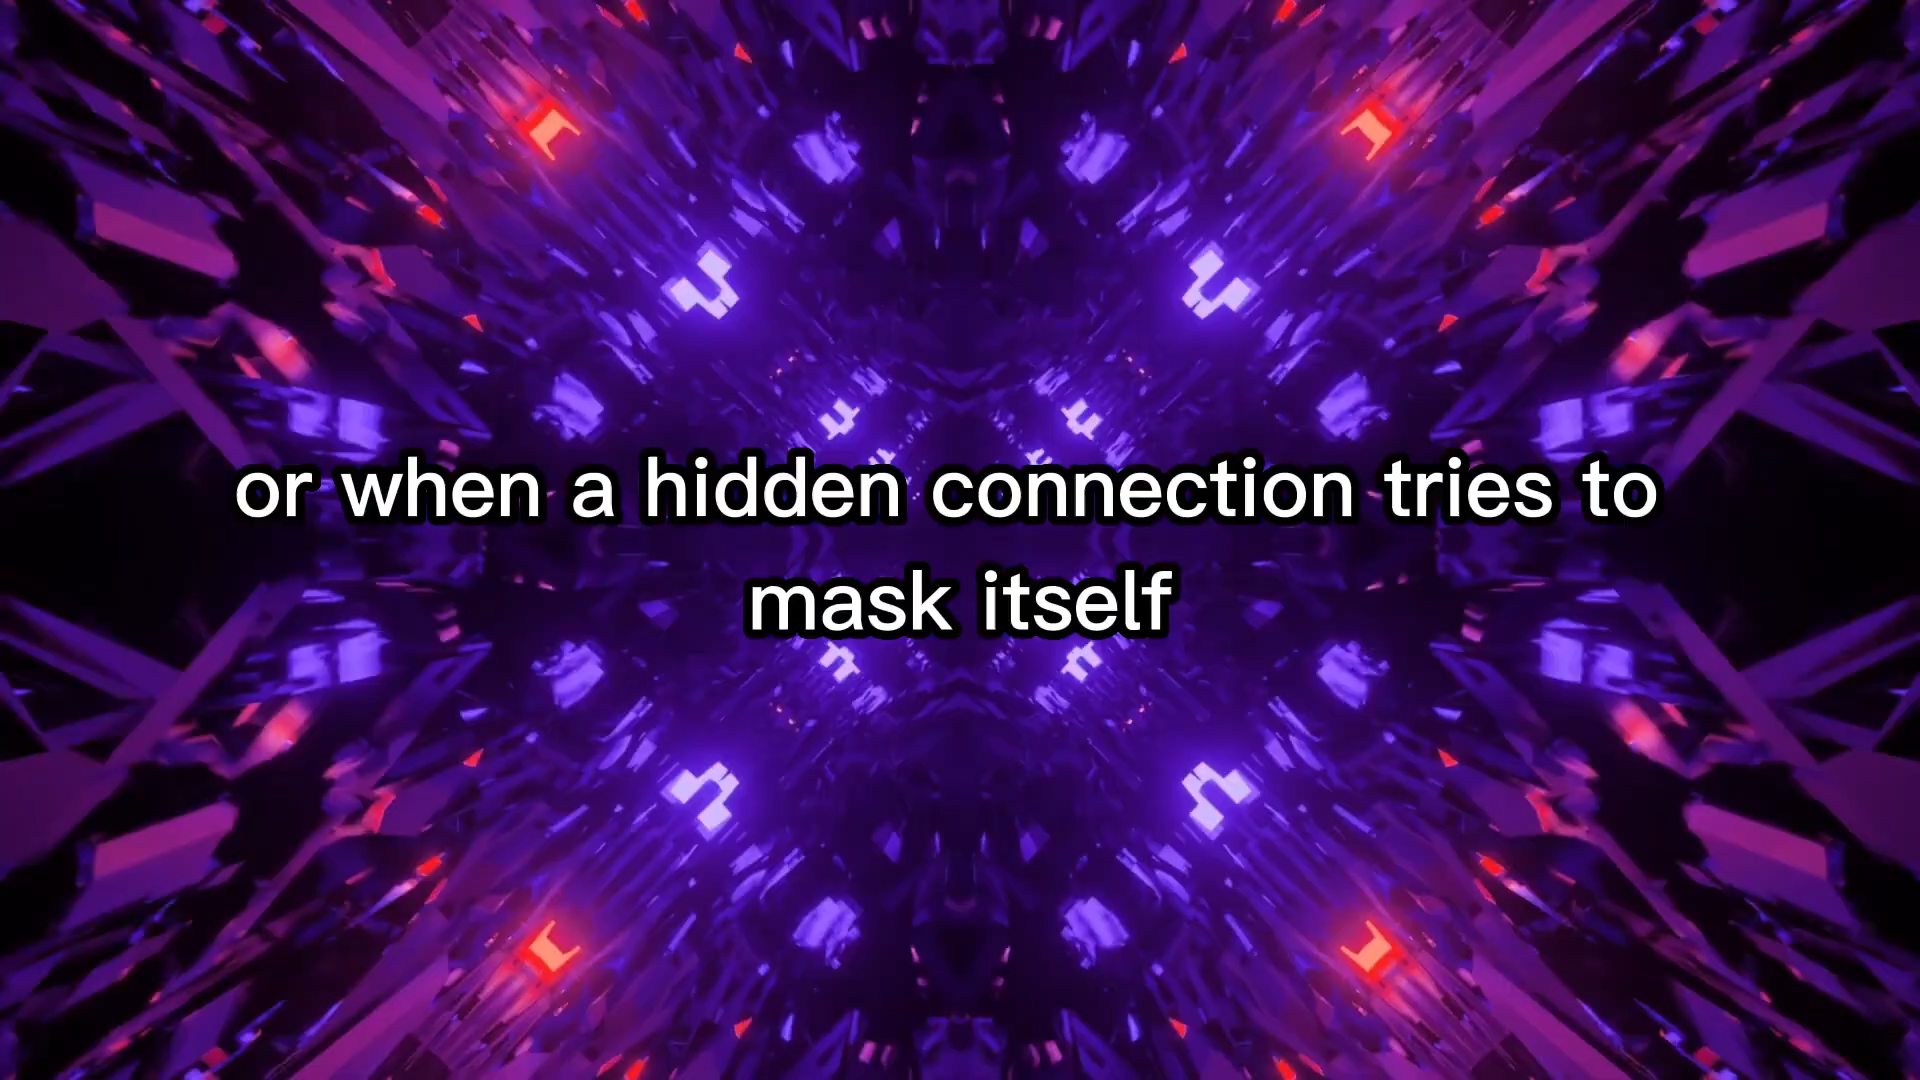 or when a hidden connection tries to
mask itself